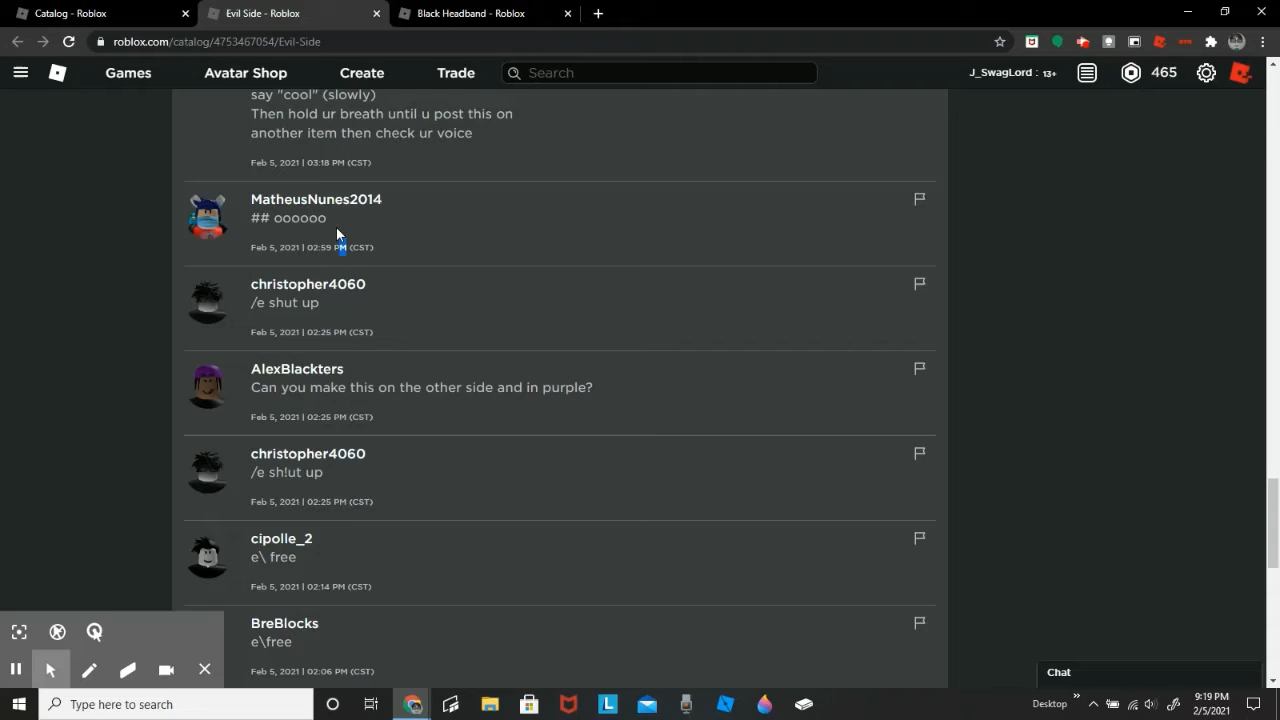 Catalog - Roblox
Evil Side - Roblox
Black Headband - Roblox
roblox.com/catalog/4753467054/Evil-Side
Games
Avatar Shop
Create
Trade
Search
J_SwagLord : 13+
465
say "cool" (slowly)
Then hold ur breath until u post this on
another item then check ur voice
Feb 5, 2021 | 03:18 PM (CST)
MatheusNunes2014
## oooooo
Feb 5, 2021 | 02:59 PM (CST)
christopher4060
/e shut up
Feb 5, 2021 | 02:25 PM (CST)
AlexBlackters
Can you make this on the other side and in purple?
Feb 5, 2021 | 02:25 PM (CST)
christopher4060
/e sh!ut up
Feb 5, 2021 | 02:25 PM (CST)
cipolle_2
e\ free
Feb 5, 2021 | 02:14 PM (CST)
BreBlocks
e\free
Feb 5, 2021 | 02:06 PM (CST)
Chat
Type here to search
L
Desktop
9:19 PM
2/5/2021